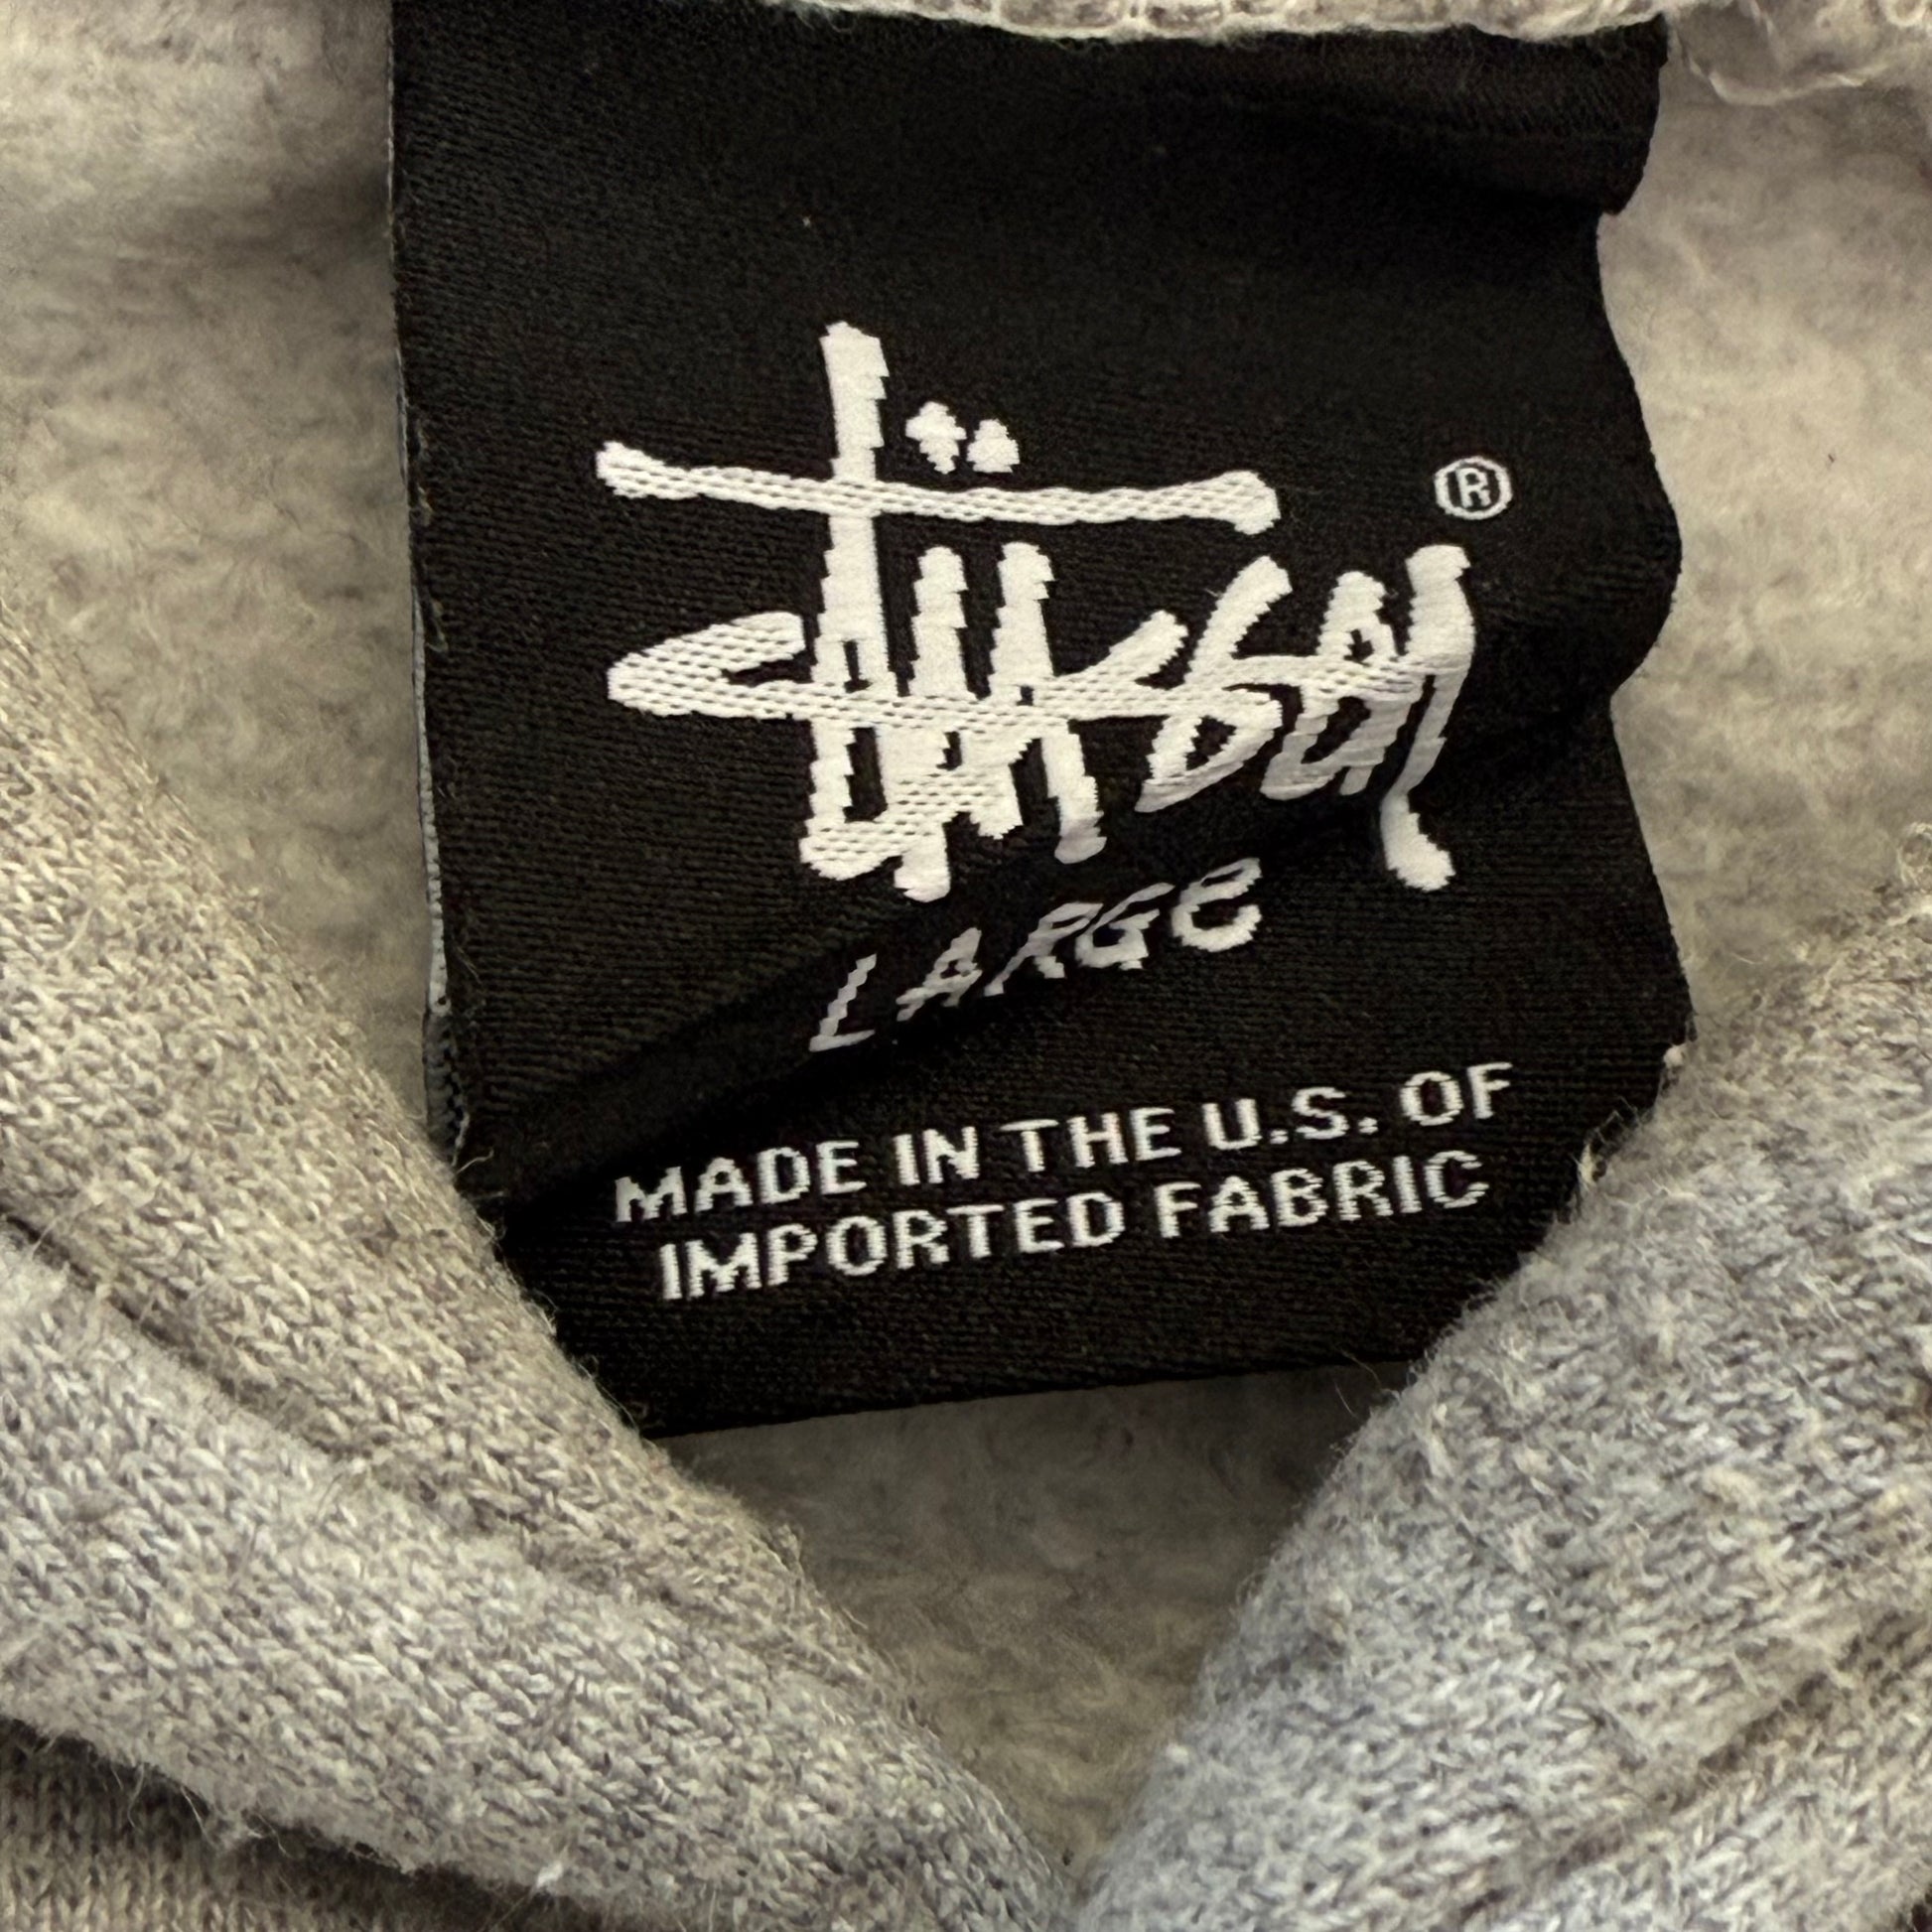 Stüssy ®
LARGe
MADE IN THE U.S. OF
IMPORTED FABRIC